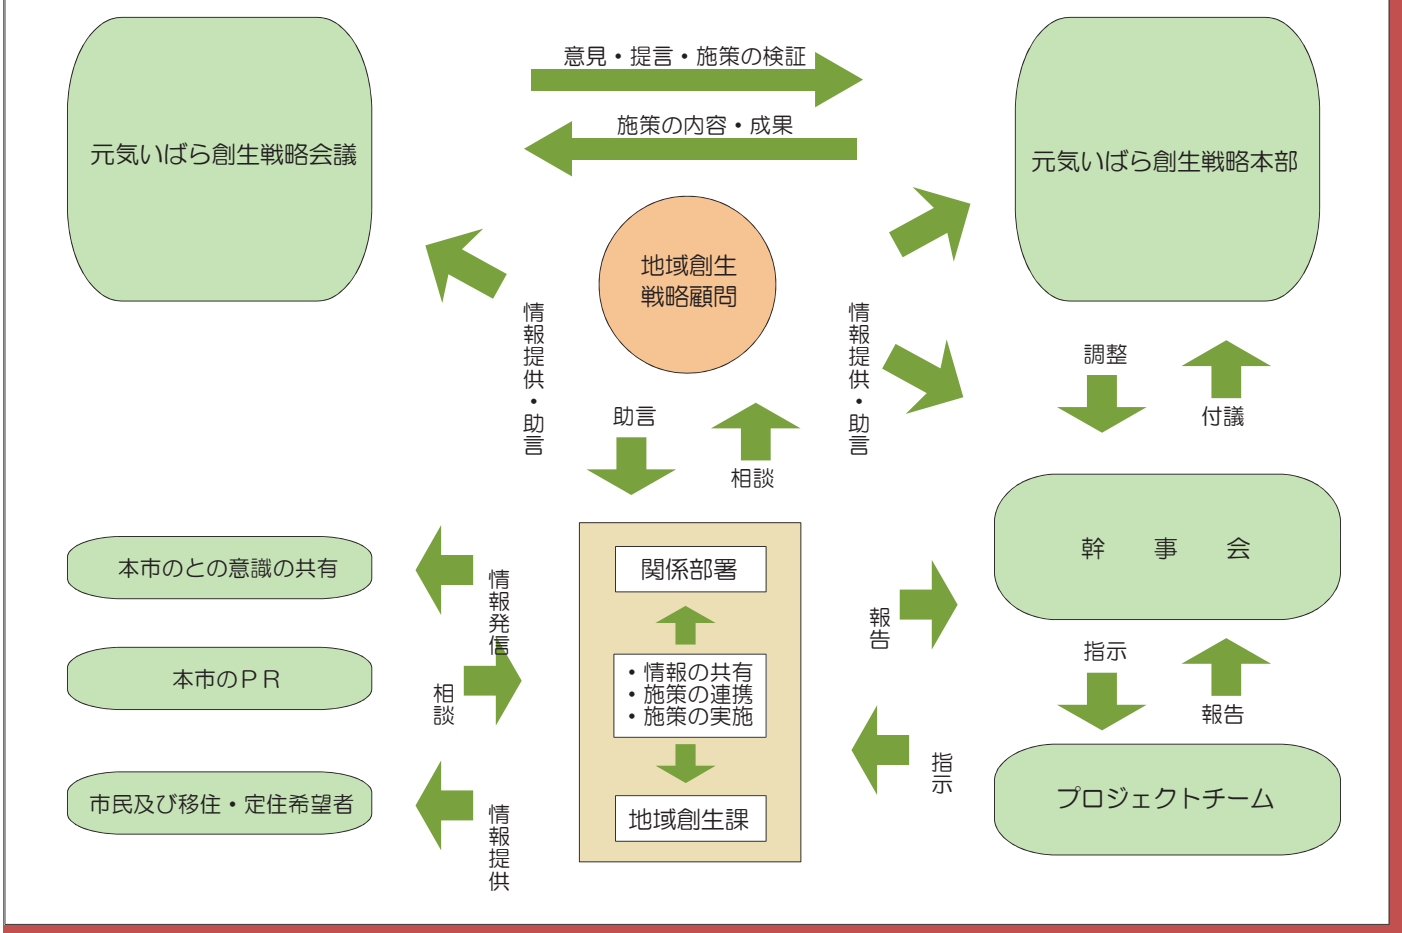 意見・提言・施策の検証
施策の内容・成果
元気いばら創生戦略会議
元気いばら創生戦略本部
地域創生
戦略顧問
情報提供・助言
情報提供・助言
調整
付議
助言
相談
幹　事　会
本市のとの意識の共有
情報発信
関係部署
報告
指示
報告
本市のＰＲ
相談
・情報の共有
・施策の連携
・施策の実施
指示
市民及び移住・定住希望者
情報提供
地域創生課
プロジェクトチーム